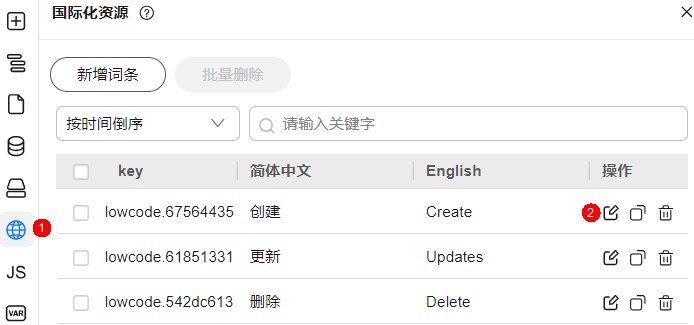 国际化资源
新增词条
批量删除
按时间倒序
请输入关键字
key 简体中文 English 操作
lowcode.67564435 创建 Create 2
1
lowcode.61851331 更新 Updates
JS
lowcode.542dc613 删除 Delete
VAR